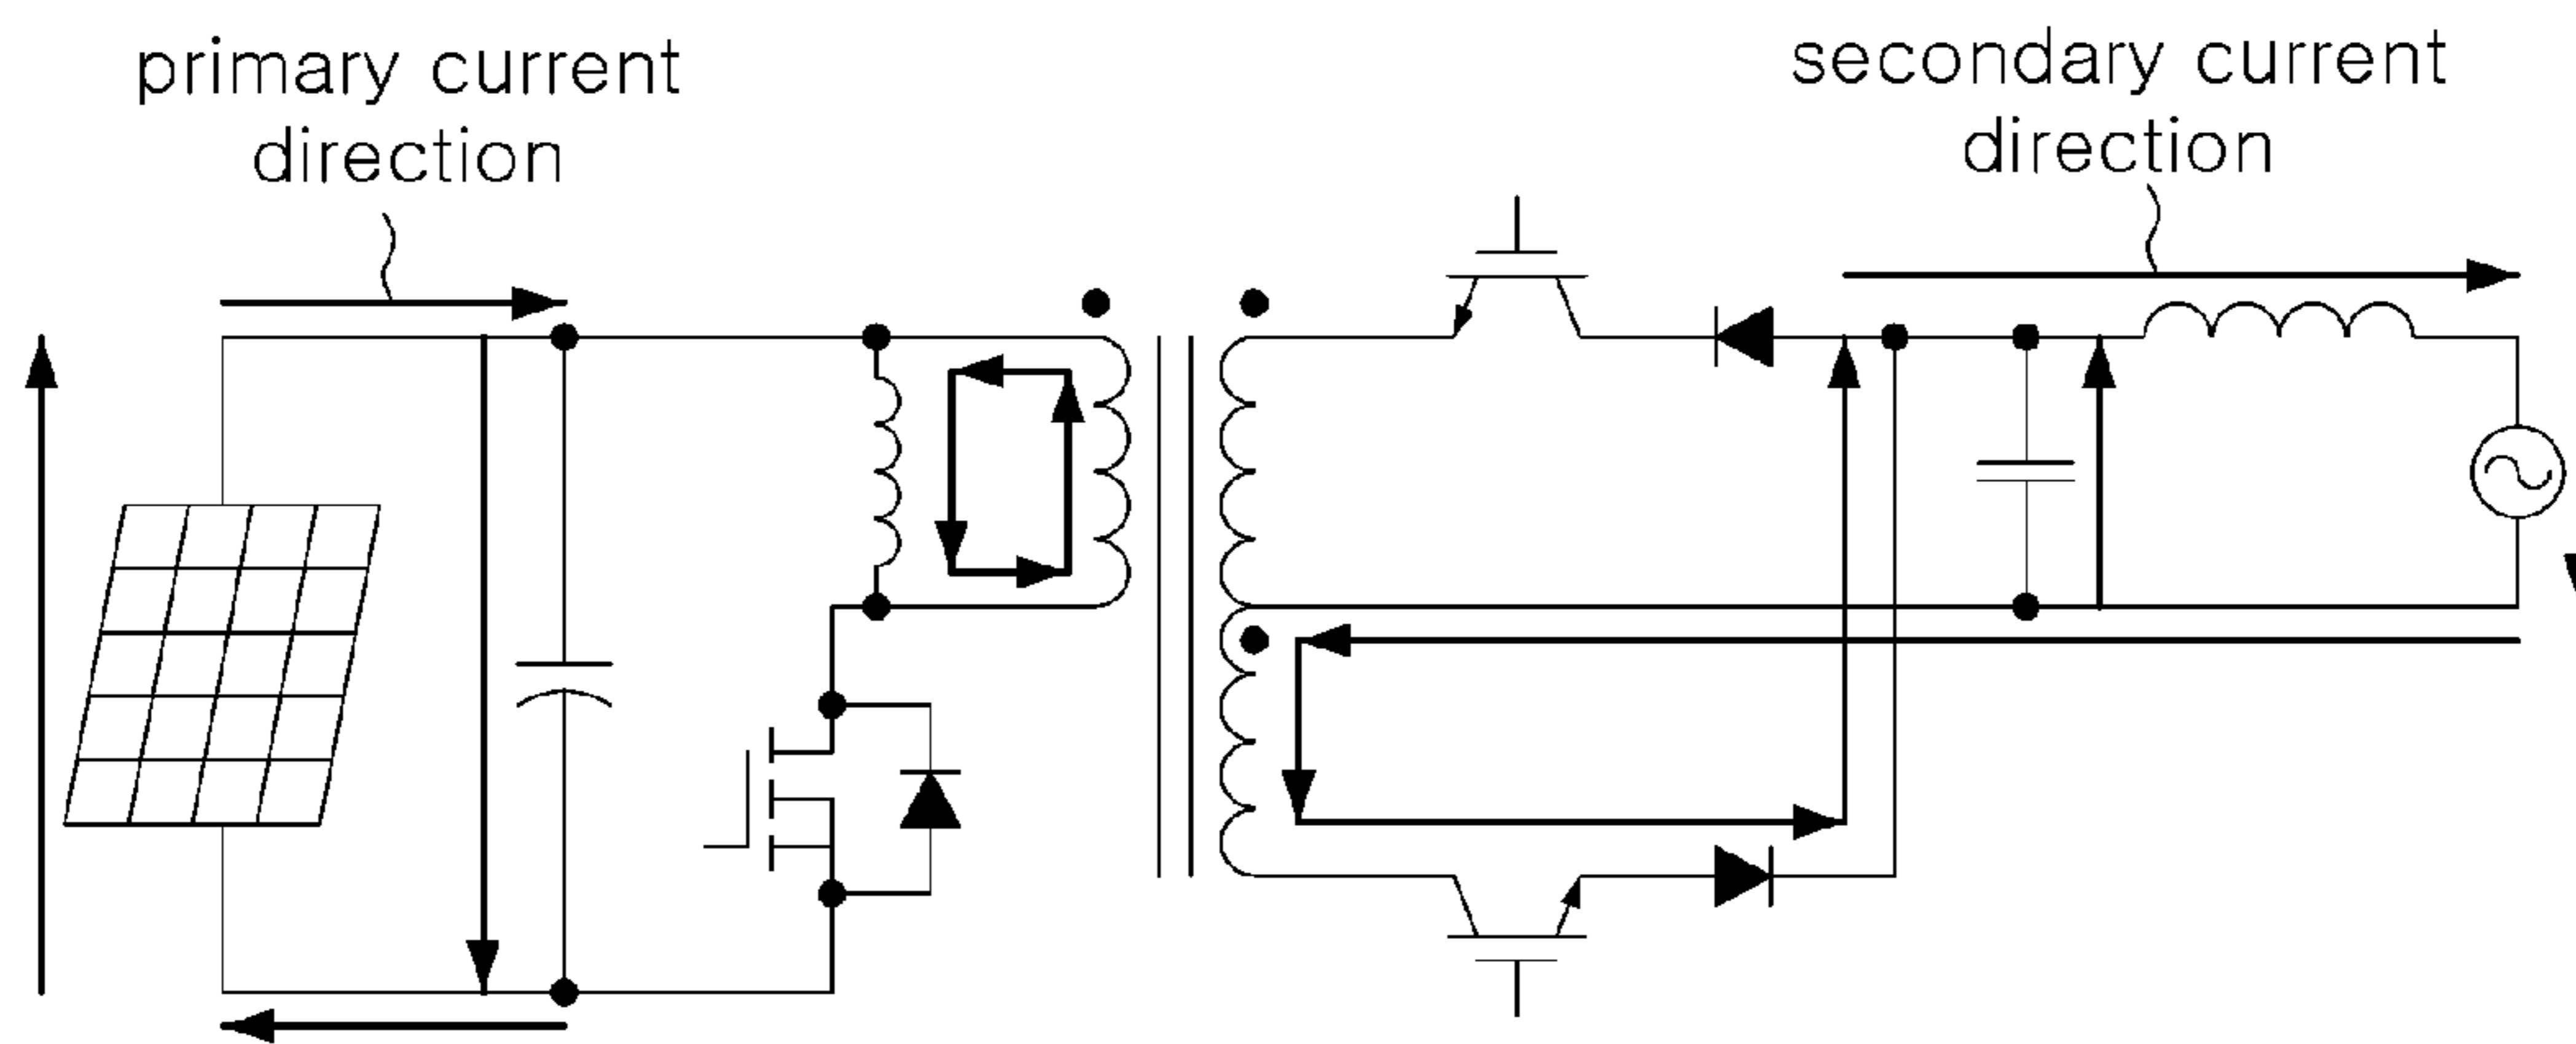 primary current
direction
secondary current
direction